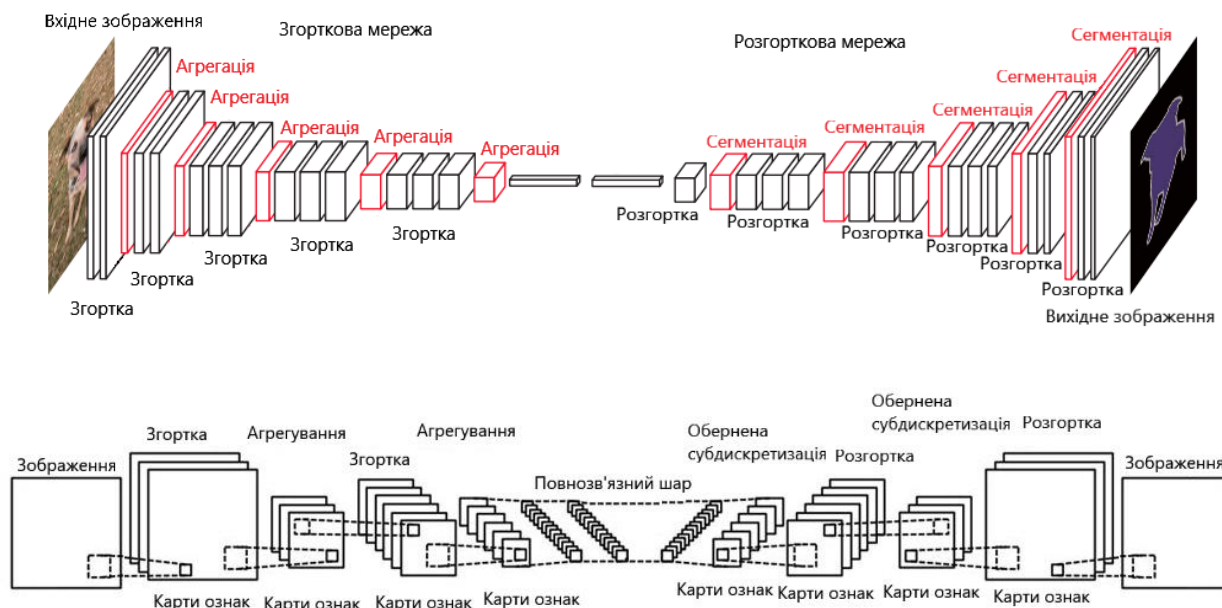 Вхідне зображення
Згорткова мережа
Розгорткова мережа
Сегментація
Агрегація
Сегментація
Агрегація
Сегментація
Агрегація
Сегментація
Агрегація
Сегментація
Агрегація
Розгортка
Розгортка
Розгортка
Розгортка
Розгортка
Розгортка
Згортка
Згортка
Згортка
Згортка
Згортка
Вихідне зображення
Зображення
Згортка
Агрегування
Згортка
Агрегування
Повнозв'язний шар
Обернена
субдискретизація
Розгортка
Обернена
субдискретизація
Розгортка
Зображення
Карти ознак
Карти ознак
Карти ознак
Карти ознак
Карти ознак
Карти ознак
Карти ознак
Карти ознак